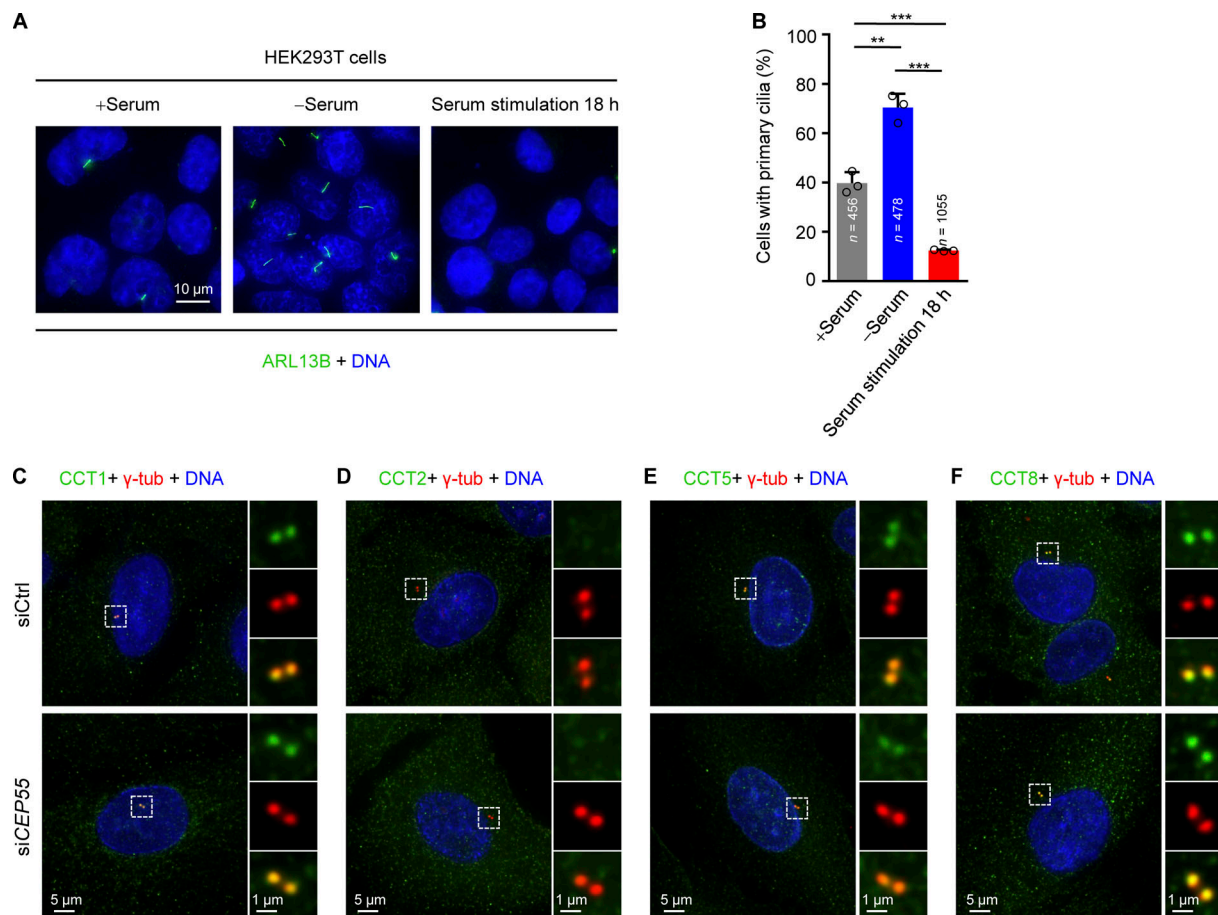 A
HEK293T cells
+Serum
–Serum
Serum stimulation 18 h
10 µm
ARL13B + DNA
B
***
**
***
Cells with primary cilia (%)
100
80
60
40
20
0
n = 456
n = 478
n = 1055
+Serum
–Serum
Serum stimulation 18 h
C
CCT1+ γ-tub + DNA
D
CCT2+ γ-tub + DNA
E
CCT5+ γ-tub + DNA
F
CCT8+ γ-tub + DNA
siCtrl
siCEP55
5 µm
1 µm
5 µm
1 µm
5 µm
1 µm
5 µm
1 µm